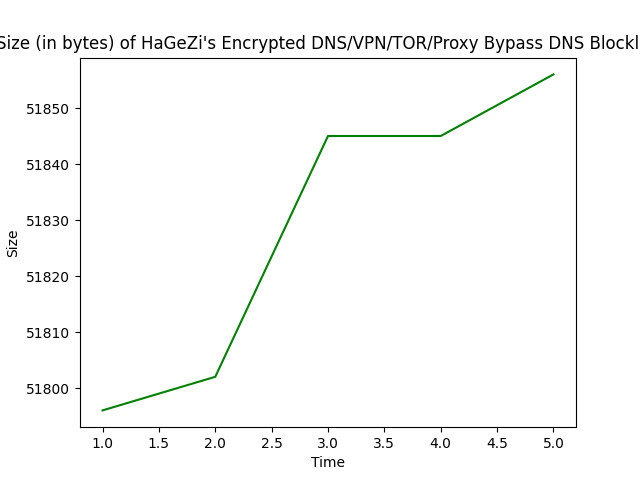 Size (in bytes) of HaGeZi's Encrypted DNS/VPN/TOR/Proxy Bypass DNS Blockl
51850
51840
51830
51820
51810
51800
Size
1.0 1.5 2.0 2.5 3.0 3.5 4.0 4.5 5.0
Time